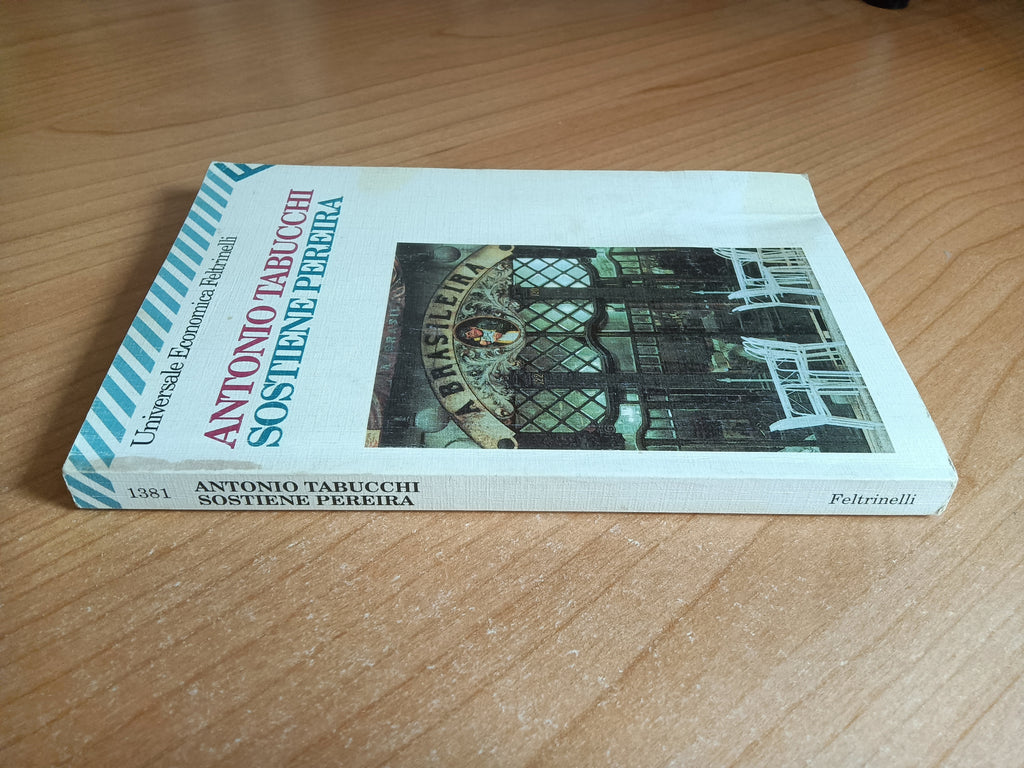 Universale Economica Feltrinelli
ANTONIO TABUCCHI
SOSTIENE PEREIRA
A BRASILEIRA
1381
ANTONIO TABUCCHI
SOSTIENE PEREIRA
Feltrinelli